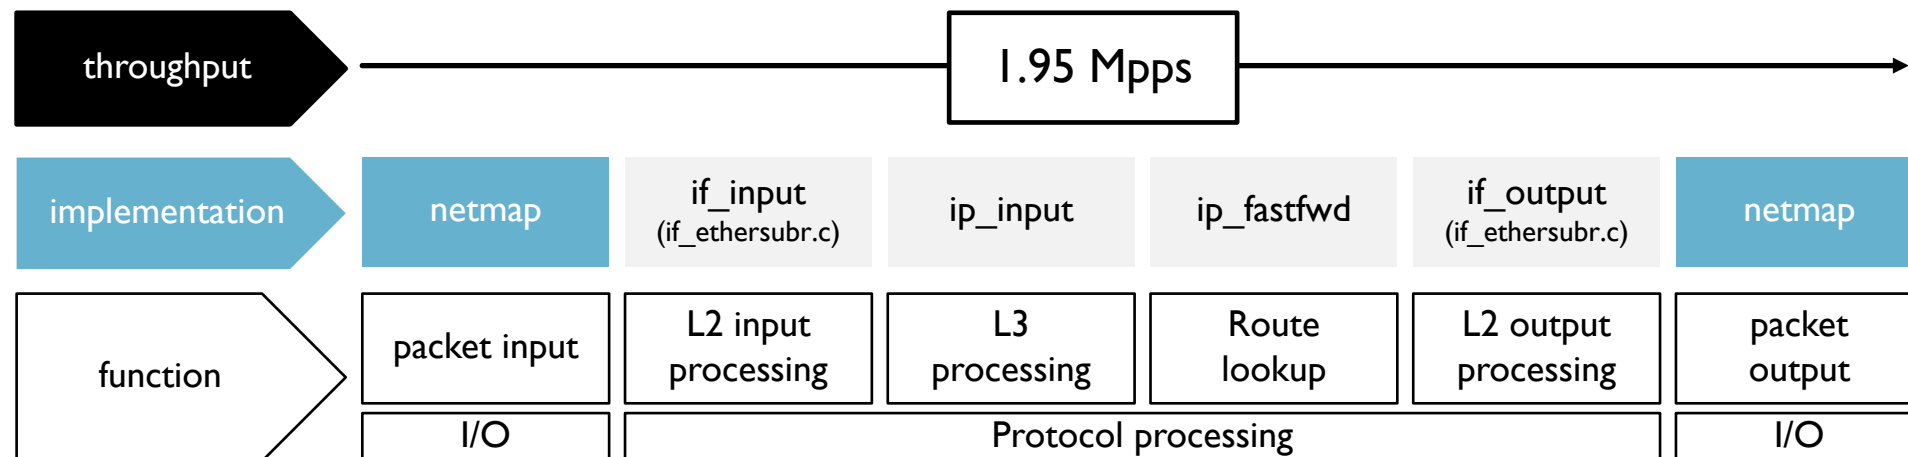 throughput
1.95 Mpps
implementation
netmap
if_input
(if_ethersubr.c)
ip_input
ip_fastfwd
if_output
(if_ethersubr.c)
netmap
function
packet input
L2 input
processing
L3
processing
Route
lookup
L2 output
processing
packet
output
I/O
Protocol processing
I/O